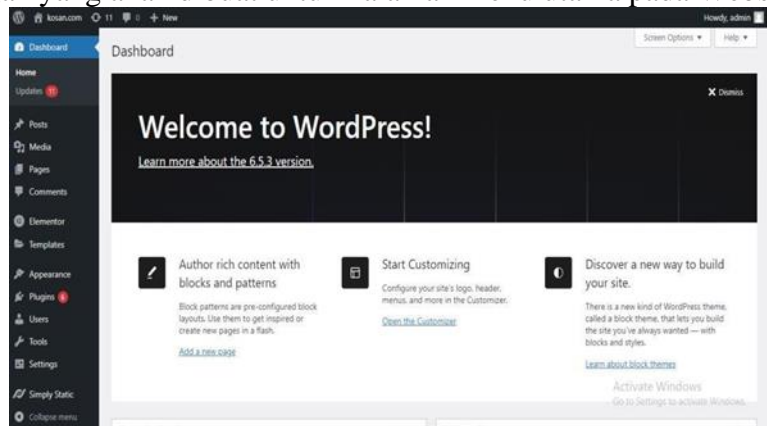 kosan.com 11 0 + New Howdy, admin
Screen Options Help
Dashboard
Dashboard
Home
Updates 11
Posts
Media
Pages
Comments
Elementor
Templates
Appearance
Plugins 6
Users
Tools
Settings
Simply Static
Collapse menu
Dismiss
Welcome to WordPress!
Learn more about the 6.5.3 version.
Author rich content with
blocks and patterns
Block patterns are pre-configured block
layouts. Use them to get inspired or
create new pages in a flash.
Add a new page
Start Customizing
Configure your site's logo, header,
menus, and more in the Customizer.
Open the Customizer
Discover a new way to build
your site.
There is a new kind of WordPress theme,
called a block theme, that lets you build
the site you've always wanted — with
blocks and styles.
Learn about block themes
Activate Windows
Go to Settings to activate Windows.